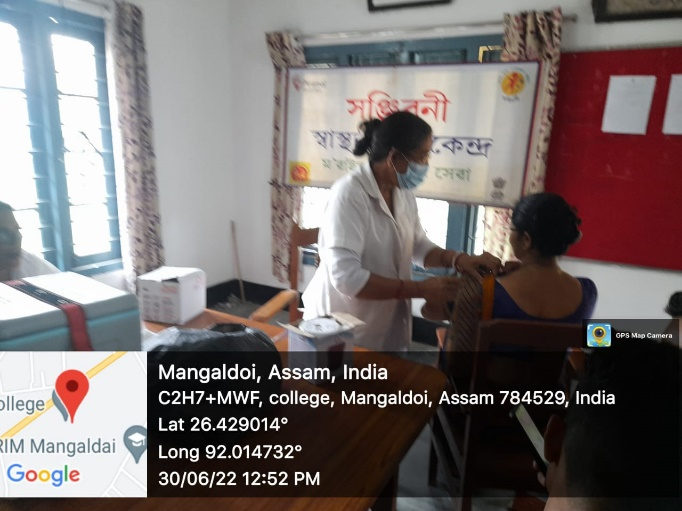 সঞ্জিৱনী
সেৱা
GPS Map Camera
Mangaldoi, Assam, India
C2H7+MWF, college, Mangaldoi, Assam 784529, India
Lat 26.429014°
Long 92.014732°
30/06/22 12:52 PM
ollege
RIM Mangaldai
Google